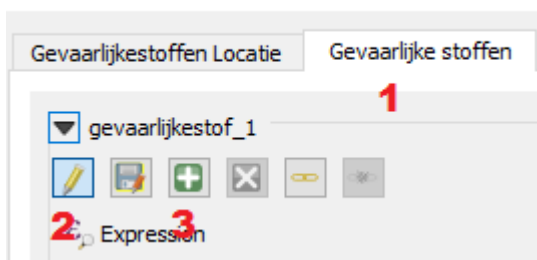 Gevaarlijkestoffen Locatie Gevaarlijke stoffen
1
gevaarlijkestof_1
2 3
Expression